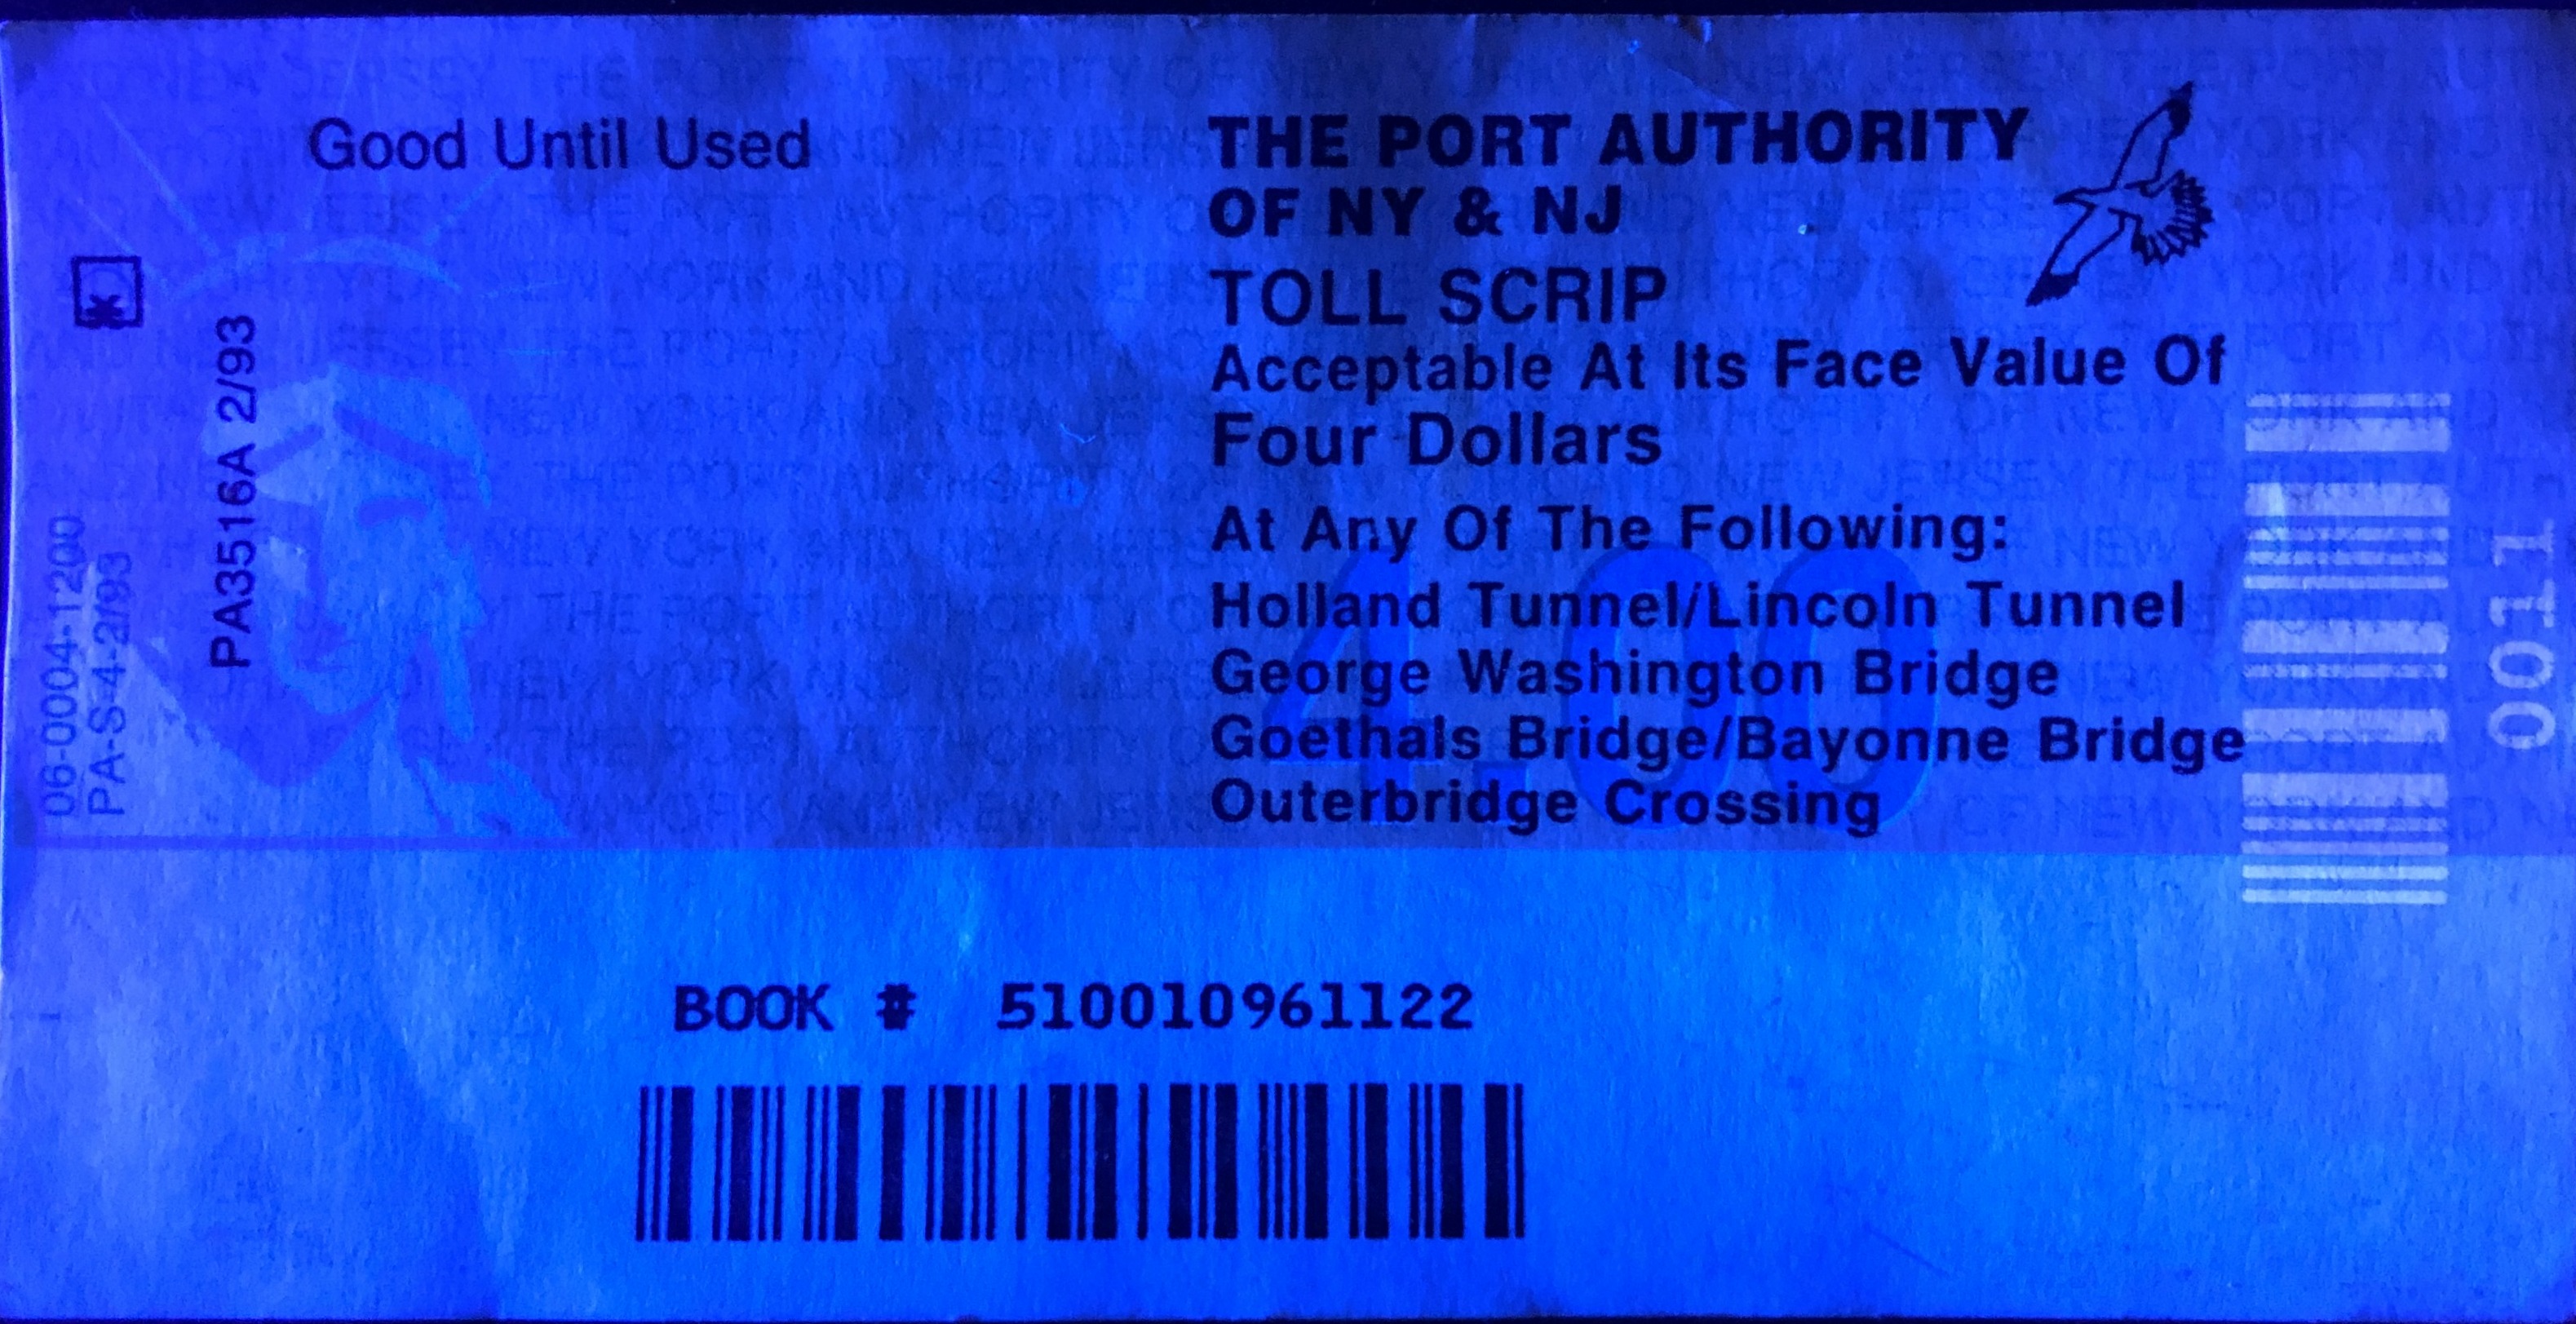 Good Until Used
THE PORT AUTHORITY
OF NY & NJ
TOLL SCRIP
Acceptable At Its Face Value Of
Four Dollars
At Any Of The Following:
Holland Tunnel/Lincoln Tunnel
George Washington Bridge
Goethals Bridge/Bayonne Bridge
Outerbridge Crossing
4.00
PA3516A 2/93
06-0004-1200
PA-S-4-2/93
0011
BOOK # 510010961122